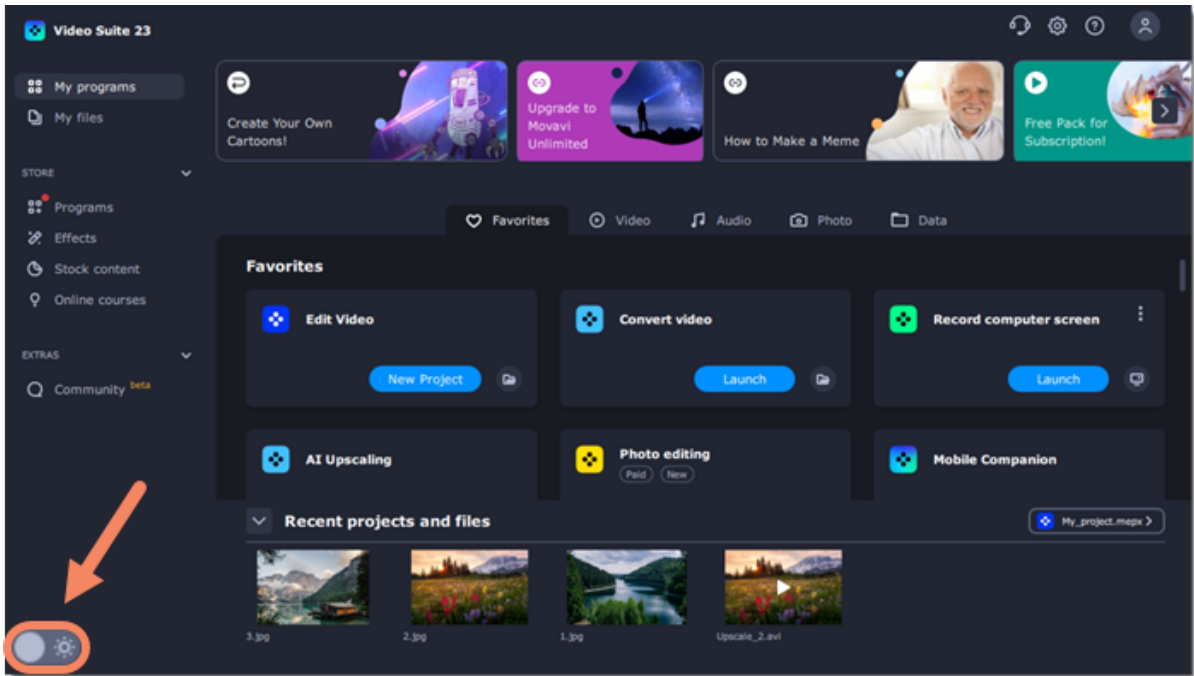 Video Suite 23
My programs
My files
STORE
Programs
Effects
Stock content
Online courses
EXTRAS
Community beta
Create Your Own
Cartoons!
Upgrade to
Movavi
Unlimited
How to Make a Meme
Free Pack for
Subscription!
Favorites
Video
Audio
Photo
Data
Favorites
Edit Video
New Project
Convert video
Launch
Record computer screen
Launch
AI Upscaling
Photo editing
Paid
New
Mobile Companion
Recent projects and files
My_project.mepx
3.jpg
2.jpg
1.jpg
Upscale_2.avi